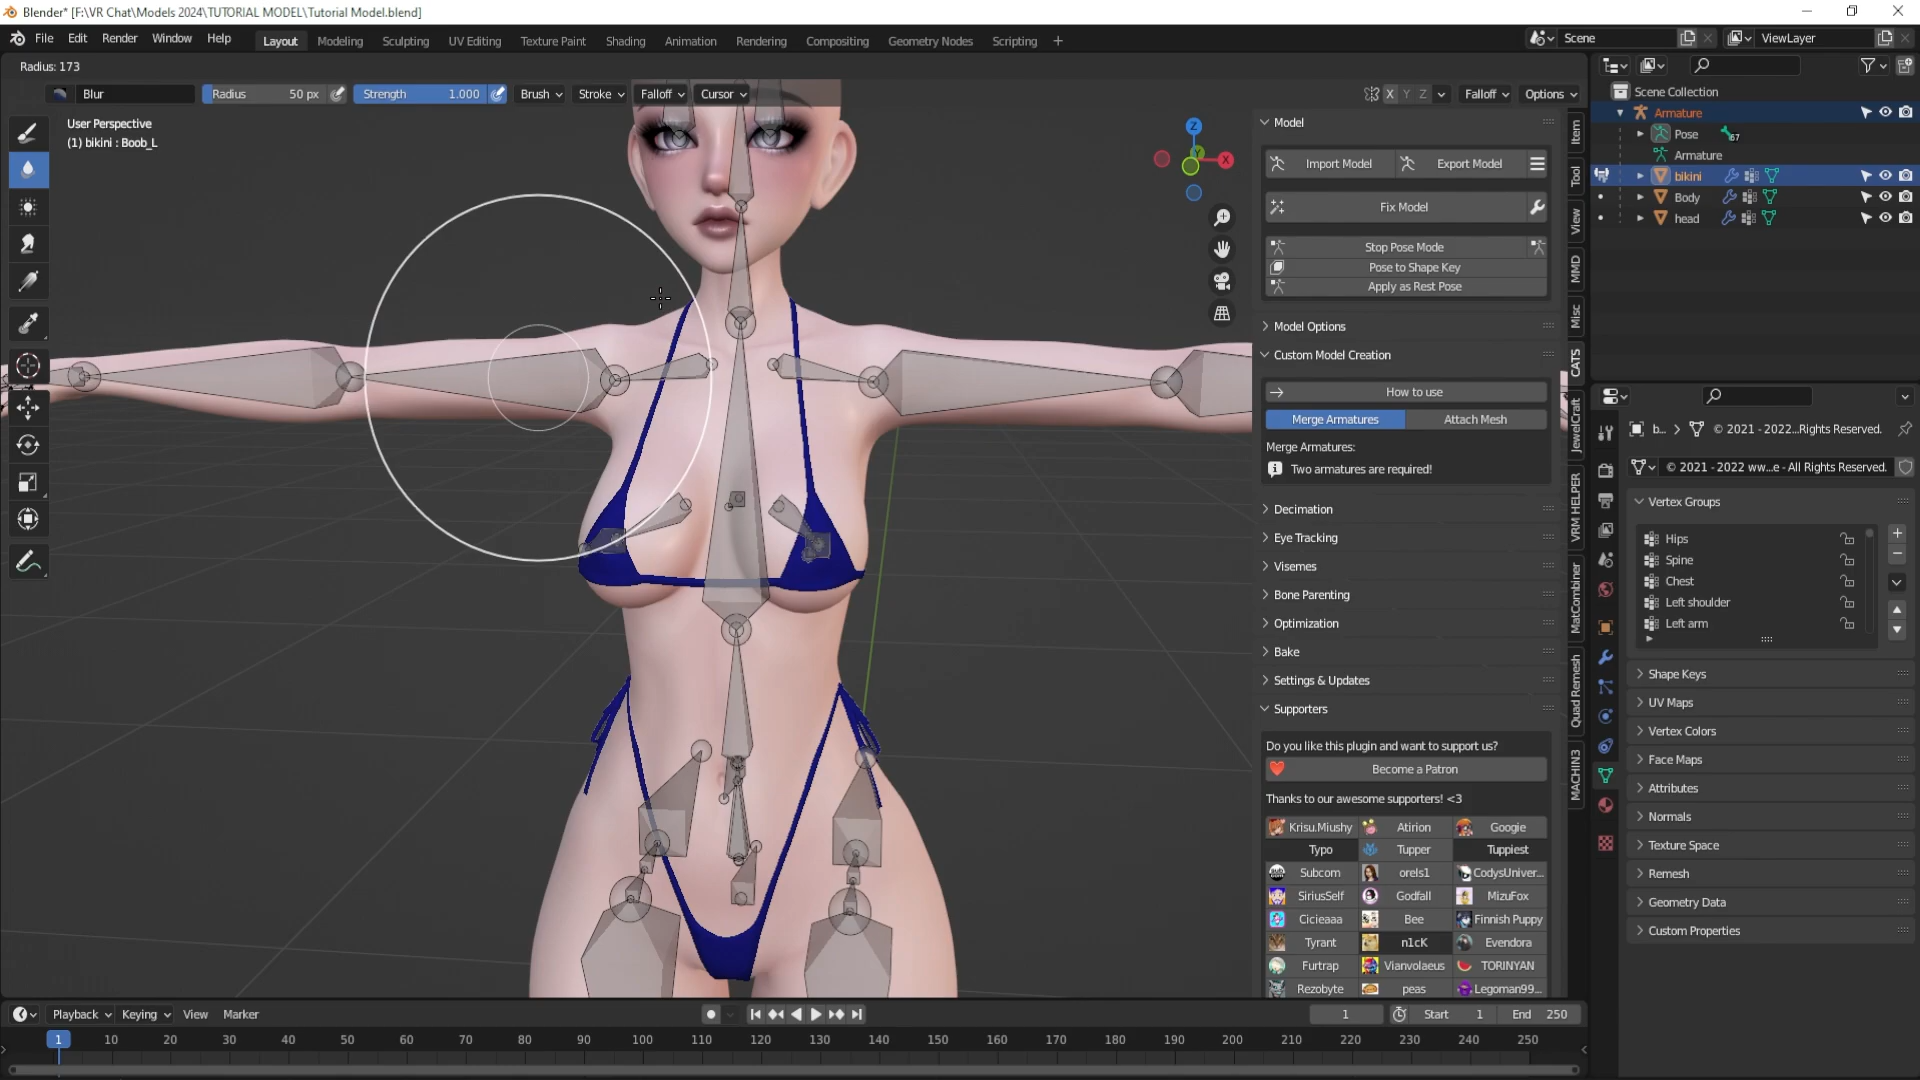 Blender* [F:\VR Chat\Models 2024\TUTORIAL MODEL\Tutorial Model.blend]
File Edit Render Window Help Layout Modeling Sculpting UV Editing Texture Paint Shading Animation Rendering Compositing Geometry Nodes Scripting + Scene ViewLayer
Radius: 173
Blur Radius 50 px Strength 1.000 Brush Stroke Falloff Cursor X Y Z Falloff Options
User Perspective
(1) bikini : Boob_L
Z
X
Y
Model
Import Model Export Model
Fix Model
Stop Pose Mode
Pose to Shape Key
Apply as Rest Pose
Model Options
Custom Model Creation
How to use
Merge Armatures Attach Mesh
Merge Armatures:
Two armatures are required!
Decimation
Eye Tracking
Visemes
Bone Parenting
Optimization
Bake
Settings & Updates
Supporters
Do you like this plugin and want to support us?
Become a Patron
Thanks to our awesome supporters! <3
Krisu.Miushy Atirion Googie
Typo Tupper Tuppiest
Subcom orels1 CodysUniver...
SiriusSelf Godfall MizuFox
Cicieaaa Bee Finnish Puppy
Tyrant n1cK Evendora
Furtrap Vianvolaeus TORINYAN
Rezobyte peas Legoman99...
Item
Tool
View
MMD
Misc
CATS
JewelCraft
VRM HELPER
MatCombiner
Quad Remesh
MACHIN3
Scene Collection
Armature
Pose 67
Armature
bikini
Body
head
b... © 2021 - 2022...Rights Reserved.
© 2021 - 2022 ww...e - All Rights Reserved.
Vertex Groups
Hips
Spine
Chest
Left shoulder
Left arm
Shape Keys
UV Maps
Vertex Colors
Face Maps
Attributes
Normals
Texture Space
Remesh
Geometry Data
Custom Properties
Playback Keying View Marker 1 Start 1 End 250
1 10 20 30 40 50 60 70 80 90 100 110 120 130 140 150 160 170 180 190 200 210 220 230 240 250